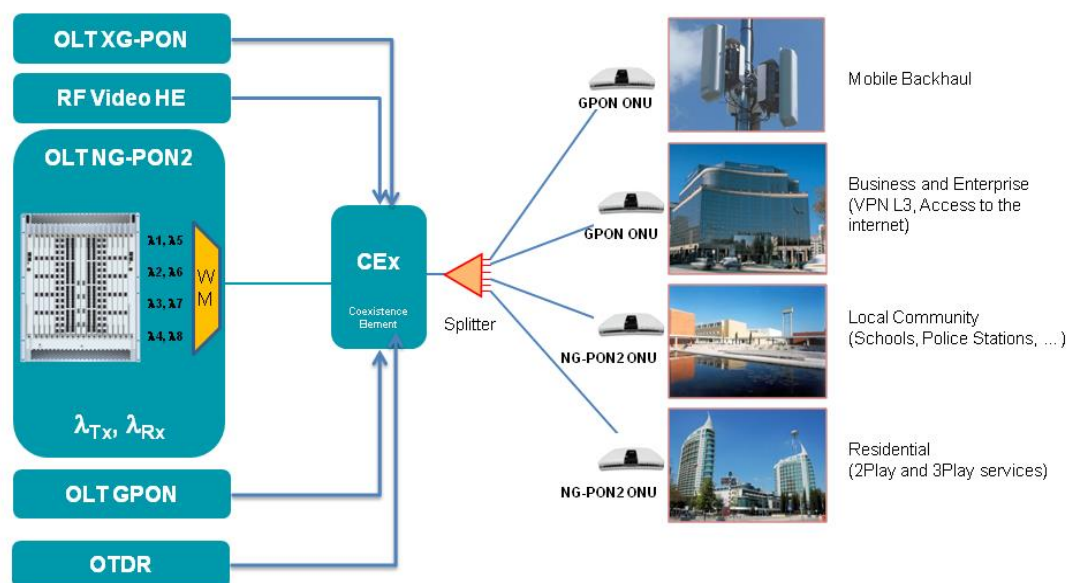 OLT XG-PON
RF Video HE
OLT NG-PON2
λ1, λ5
λ2, λ6
λ3, λ7
λ4, λ8
WM
λTx, λRx
OLT GPON
OTDR
CEx
Coexistence
Element
Splitter
GPON ONU
GPON ONU
NG-PON2 ONU
NG-PON2 ONU
Mobile Backhaul
Business and Enterprise
(VPN L3, Access to the
internet)
Local Community
(Schools, Police Stations, ... )
Residential
(2Play and 3Play services)